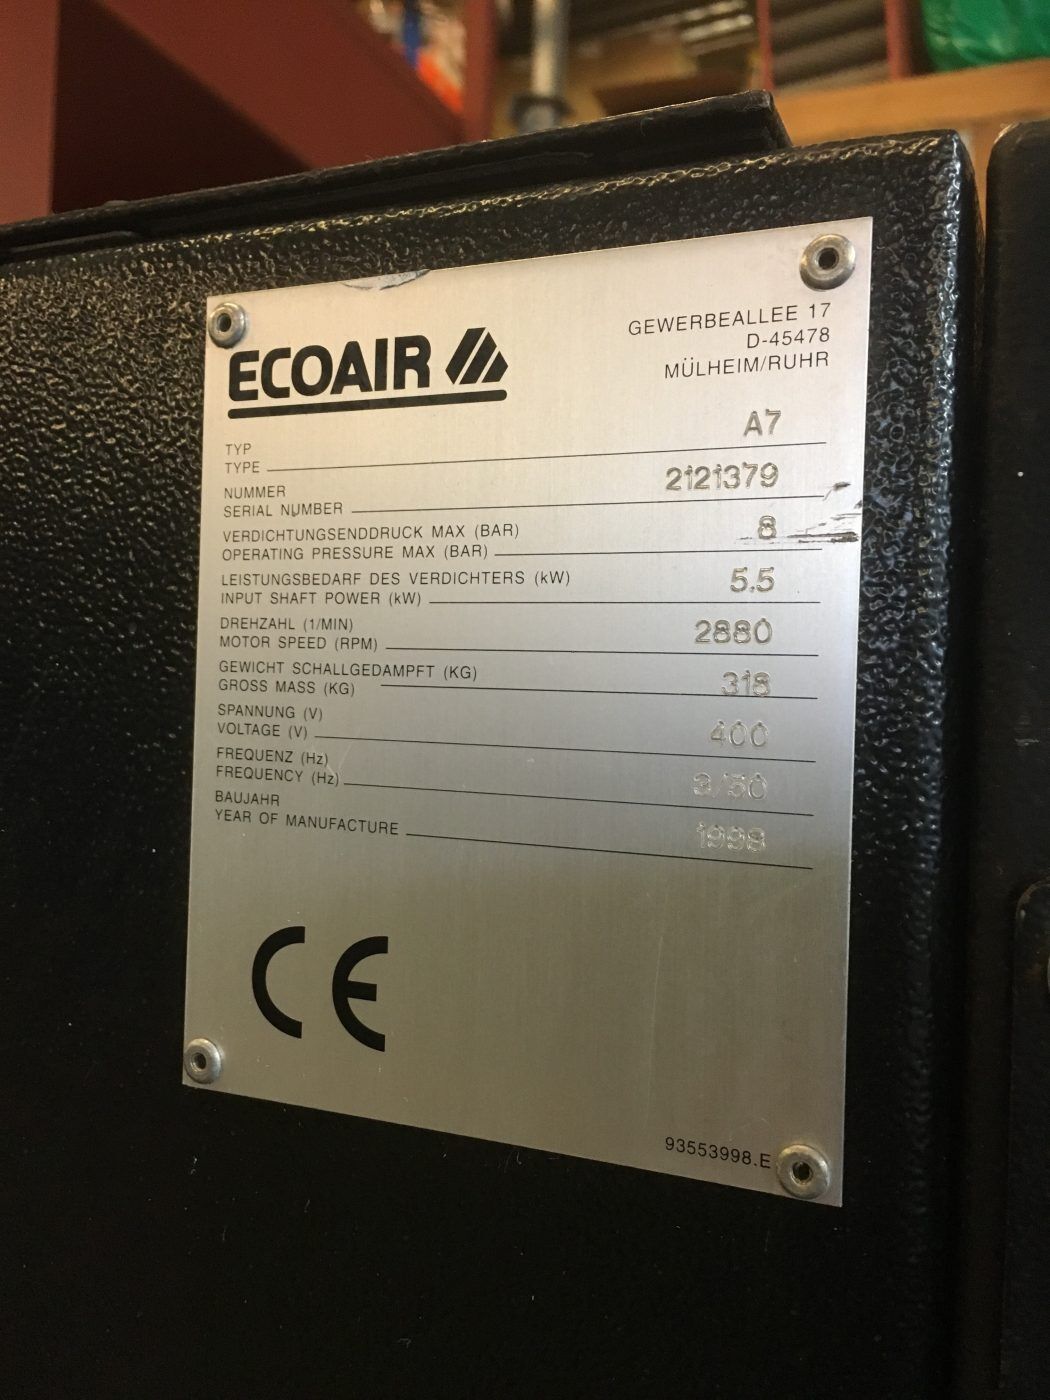 ECOAIR
GEWERBEALLEE 17
D-45478
MÜLHEIM/RUHR
TYP
TYPE A7
NUMMER
SERIAL NUMBER 2121379
VERDICHTUNGSENDDRUCK MAX (BAR)
OPERATING PRESSURE MAX (BAR) 8
LEISTUNGSBEDARF DES VERDICHTERS (kW)
INPUT SHAFT POWER (kW) 5.5
DREHZAHL (1/MIN)
MOTOR SPEED (RPM) 2880
GEWICHT SCHALLGEDAMPFT (KG)
GROSS MASS (KG) 318
SPANNUNG (V)
VOLTAGE (V) 400
FREQUENZ (Hz)
FREQUENCY (Hz) 3/50
BAUJAHR
YEAR OF MANUFACTURE 1998
CE
93553998.E